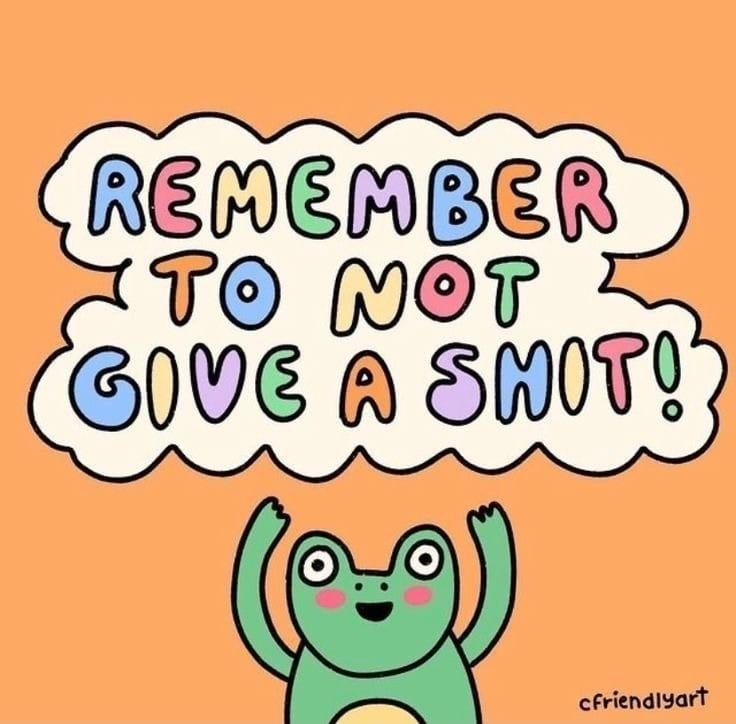 REMEMBER
TO NOT
GIVE A SHIT!
cfriendlyart